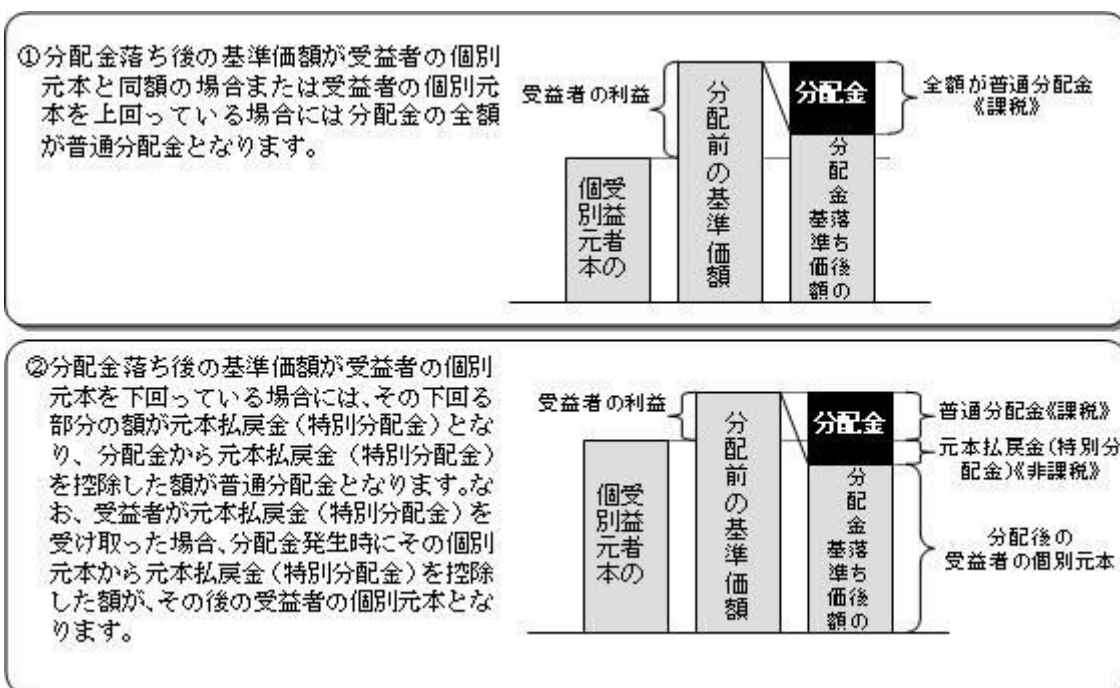 ①分配金落ち後の基準価額が受益者の個別
元本と同額の場合または受益者の個別元
本を上回っている場合には分配金の全額
が普通分配金となります。
受益者の利益
受益者の
個別元本
分配前の基準価額
分配金
分配金落ち後の
基準価額
全額が普通分配金
《課税》
②分配金落ち後の基準価額が受益者の個別
元本を下回っている場合には、その下回る
部分の額が元本払戻金（特別分配金）とな
り、分配金から元本払戻金（特別分配金）
を控除した額が普通分配金となります。な
お、受益者が元本払戻金（特別分配金）を
受け取った場合、分配金発生時にその個別
元本から元本払戻金（特別分配金）を控除
した額が、その後の受益者の個別元本とな
ります。
受益者の利益
受益者の
個別元本
分配前の基準価額
分配金
分配金落ち後の
基準価額
普通分配金《課税》
元本払戻金(特別分
配金)《非課税》
分配後の
受益者の個別元本